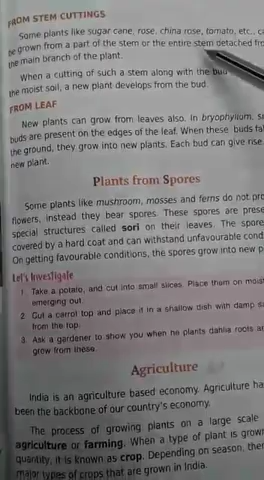 FROM STEM CUTTINGS
Some plants like sugar cane, rose, china rose, tomato, etc.,
be grown from a part of the stem or the entire stem detached
the main branch of the plant.
When a cutting of such a stem along with the bud
the moist soil, a new plant develops from the bud.
FROM LEAF
New plants can grow from leaves also. In bryophyllum,
buds are present on the edges of the leaf. When these buds
the ground, they grow into new plants. Each bud can give rise
new plant.
Plants from Spores
Some plants like mushroom, mosses and ferns do not
flowers, instead they bear spores. These spores are
special structures called sori on their leaves. The
covered by a hard coat and can withstand unfavourable
On getting favourable conditions, the spores grow into new
Let's Investigate
1 Take a potato, and cut into small slices. Place them on
emerging out.
2 Cut a carrot top and place it in a shallow dish with damp
from the top.
3 Ask a gardener to show you when he plants dahlia roots
grow from these.
Agriculture
India is an agriculture based economy. Agriculture
been the backbone of our country's economy.
The process of growing plants on a large scale
agriculture or farming. When a type of plant is
quantity, it is known as crop. Depending on season,
major types of crops that are grown in India.